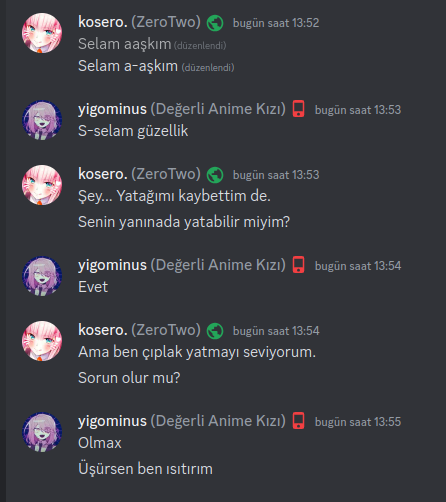 kosero. (ZeroTwo) bugün saat 13:52
Selam aaşkım (düzenlendi)
Selam a-aşkım (düzenlendi)
yigominus (Değerli Anime Kızı) bugün saat 13:53
S-selam güzellik
kosero. (ZeroTwo) bugün saat 13:53
Şey... Yatağımı kaybettim de.
Senin yanınada yatabilir miyim?
yigominus (Değerli Anime Kızı) bugün saat 13:54
Evet
kosero. (ZeroTwo) bugün saat 13:54
Ama ben çıplak yatmayı seviyorum.
Sorun olur mu?
yigominus (Değerli Anime Kızı) bugün saat 13:55
Olmax
Üşürsen ben ısıtırım